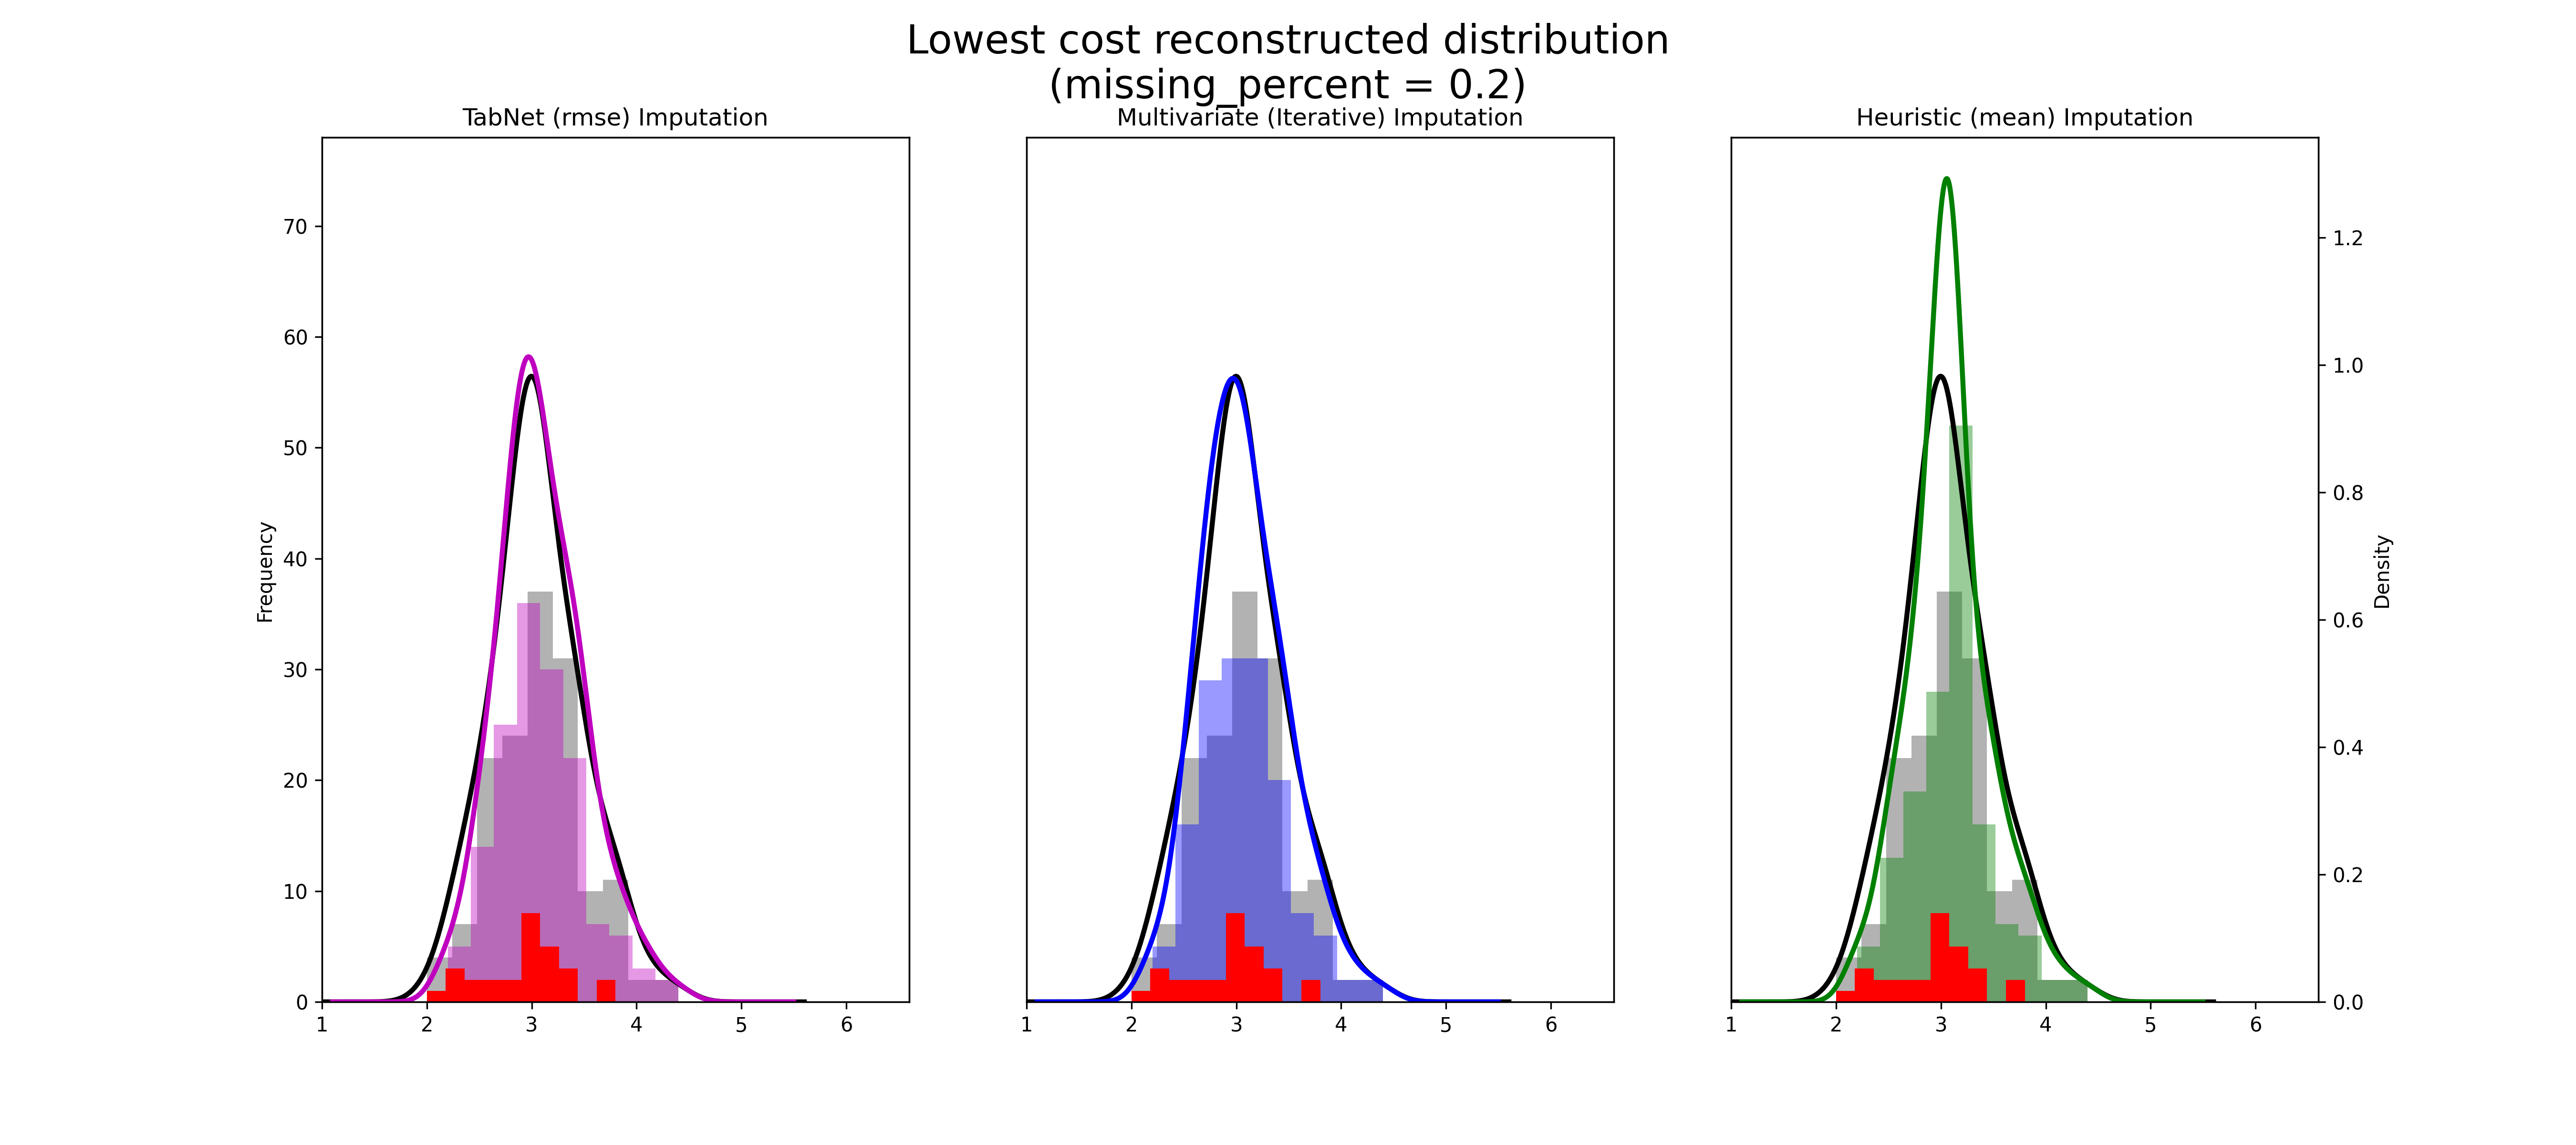 Lowest cost reconstructed distribution
(missing_percent = 0.2)
TabNet (rmse) Imputation
Multivariate (Iterative) Imputation
Heuristic (mean) Imputation
Frequency
70
60
50
40
30
20
10
0
1 2 3 4 5 6
1 2 3 4 5 6
1 2 3 4 5 6
1.2
1.0
0.8
0.6
0.4
0.2
0.0
Density